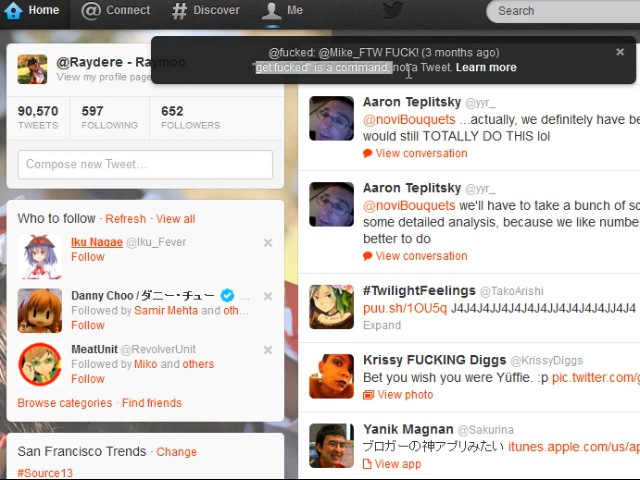 Home
Connect
Discover
Me
Search
@fucked: @Mike_FTW FUCK! (3 months ago)
"get fucked" is a command, not a Tweet. Learn more
@Raydere - Raymoo
View my profile page
90,570
TWEETS
597
FOLLOWING
652
FOLLOWERS
Compose new Tweet…
Who to follow · Refresh · View all
Iku Nagae @Iku_Fever
Follow
Danny Choo / ダニー・チュー …
Followed by Samir Mehta and oth…
Follow
MeatUnit @RevolverUnit
Followed by Miko and others
Follow
Browse categories · Find friends
San Francisco Trends · Change
#Source13
Aaron Teplitsky @yyr_
@noviBouquets ...actually, we definitely have be
would still TOTALLY DO THIS lol
View conversation
Aaron Teplitsky @yyr_
@noviBouquets we'll have to take a bunch of sc
some detailed analysis, because we like numbe
better to do
View conversation
#TwilightFeelings @TakoArishi
puu.sh/1OU5q
Expand
Krissy FUCKING Diggs @KrissyDiggs
Bet you wish you were Yüffie. :p pic.twitter.com/g
View photo
Yanik Magnan @Sakurina
ブロガーの神アプリみたい itunes.apple.com/us/ap
View app